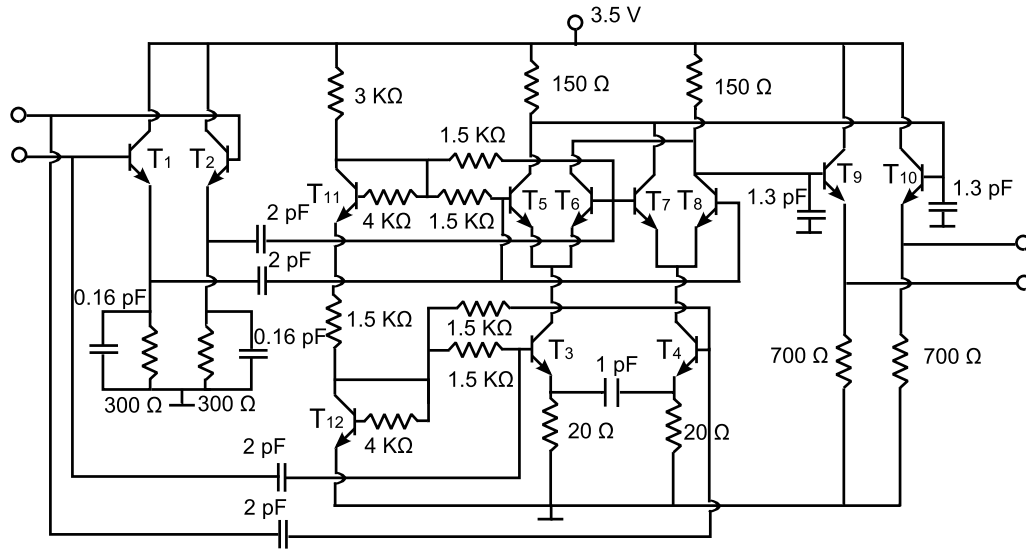 3.5 V
150 Ω
150 Ω
3 KΩ
1.5 KΩ
T1
T2
T11
4 KΩ
1.5 KΩ
T5
T6
T7
T8
T9
T10
1.3 pF
1.3 pF
2 pF
2 pF
0.16 pF
0.16 pF
1.5 KΩ
1.5 KΩ
1.5 KΩ
T3
T4
1 pF
700 Ω
700 Ω
300 Ω
300 Ω
T12
4 KΩ
20 Ω
20 Ω
2 pF
2 pF